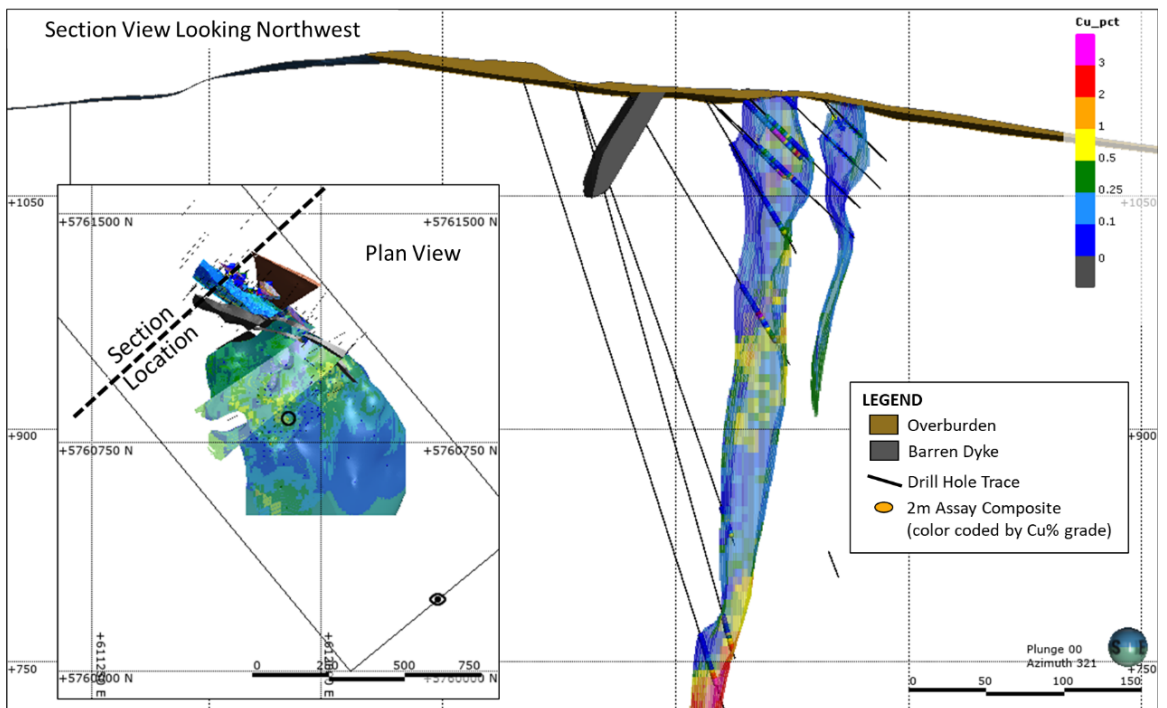 Section View Looking Northwest
Cu_pct
3
2
1
0.5
0.25
0.1
0
+1050
+1050
+5761500 N
+5761500 N
Plan View
Section
Location
+5760750 N
+5760750 N
+900
+900
LEGEND
Overburden
Barren Dyke
Drill Hole Trace
2m Assay Composite
(color coded by Cu% grade)
0
500
750
+750
+750
Plunge 00
Azimuth 321
S
E
0
50
100
150